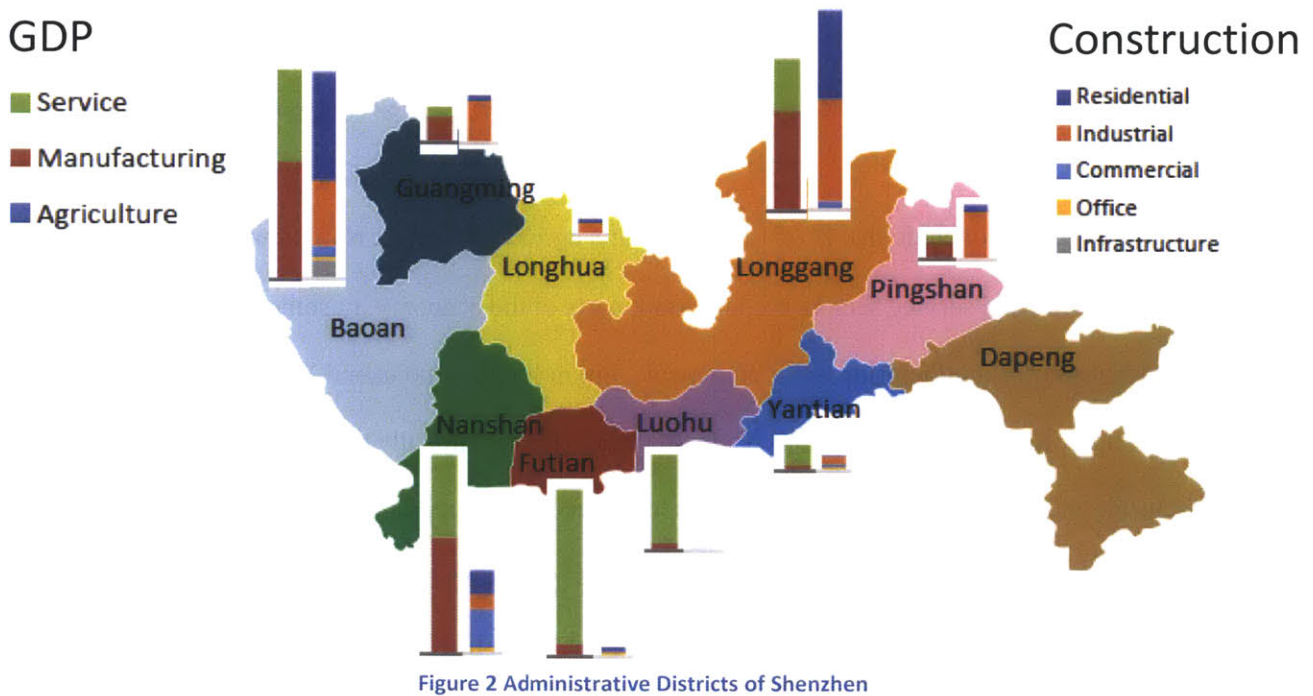 GDP
Service
Manufacturing
Agriculture
Construction
Residential
Industrial
Commercial
Office
Infrastructure
Guangming
Longhua
Longgang
Pingshan
Baoan
Dapeng
Nanshan
Futian
Luohu
Yantian
Figure 2 Administrative Districts of Shenzhen